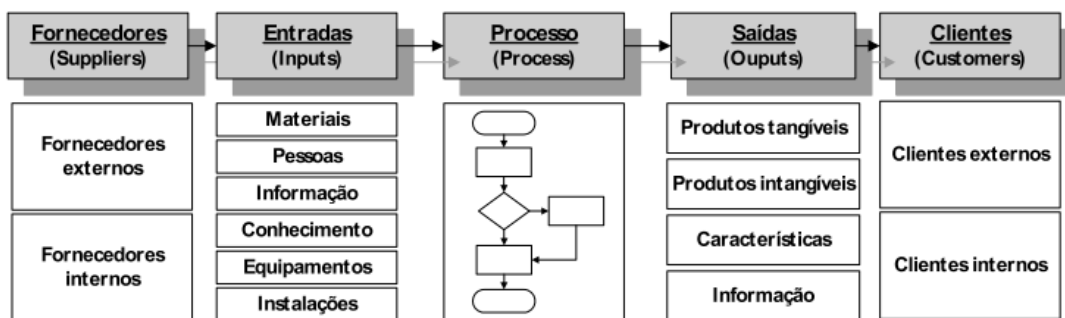 Fornecedores
(Suppliers)
Entradas
(Inputs)
Processo
(Process)
Saídas
(Ouputs)
Clientes
(Customers)
Fornecedores
externos
Fornecedores
internos
Materiais
Pessoas
Informação
Conhecimento
Equipamentos
Instalações
Produtos tangíveis
Produtos intangíveis
Características
Informação
Clientes externos
Clientes internos